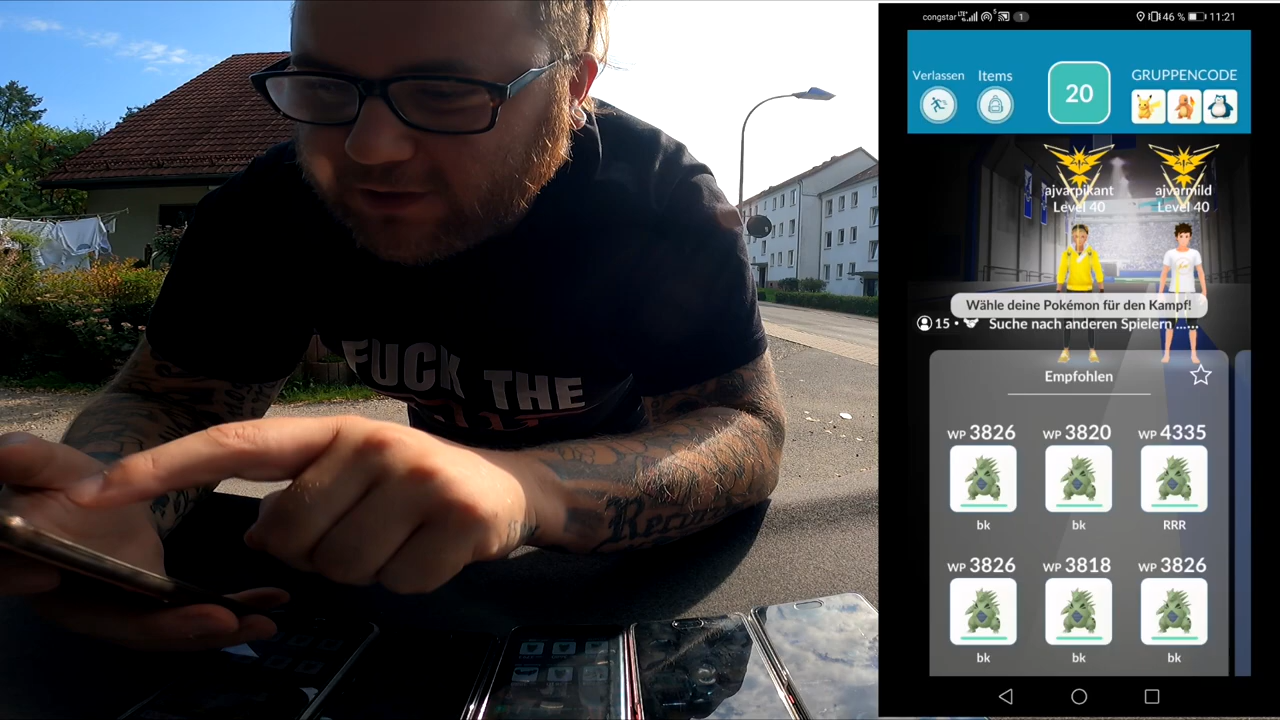 FUCK THE
congstar
1
46 % 11:21
Verlassen
Items
20
GRUPPENCODE
ajvarpikant
Level 40
ajvarmild
Level 40
Wähle deine Pokémon für den Kampf!
15 • Suche nach anderen Spielern ......
Empfohlen
WP 3826
WP 3820
WP 4335
bk
bk
RRR
WP 3826
WP 3818
WP 3826
bk
bk
bk